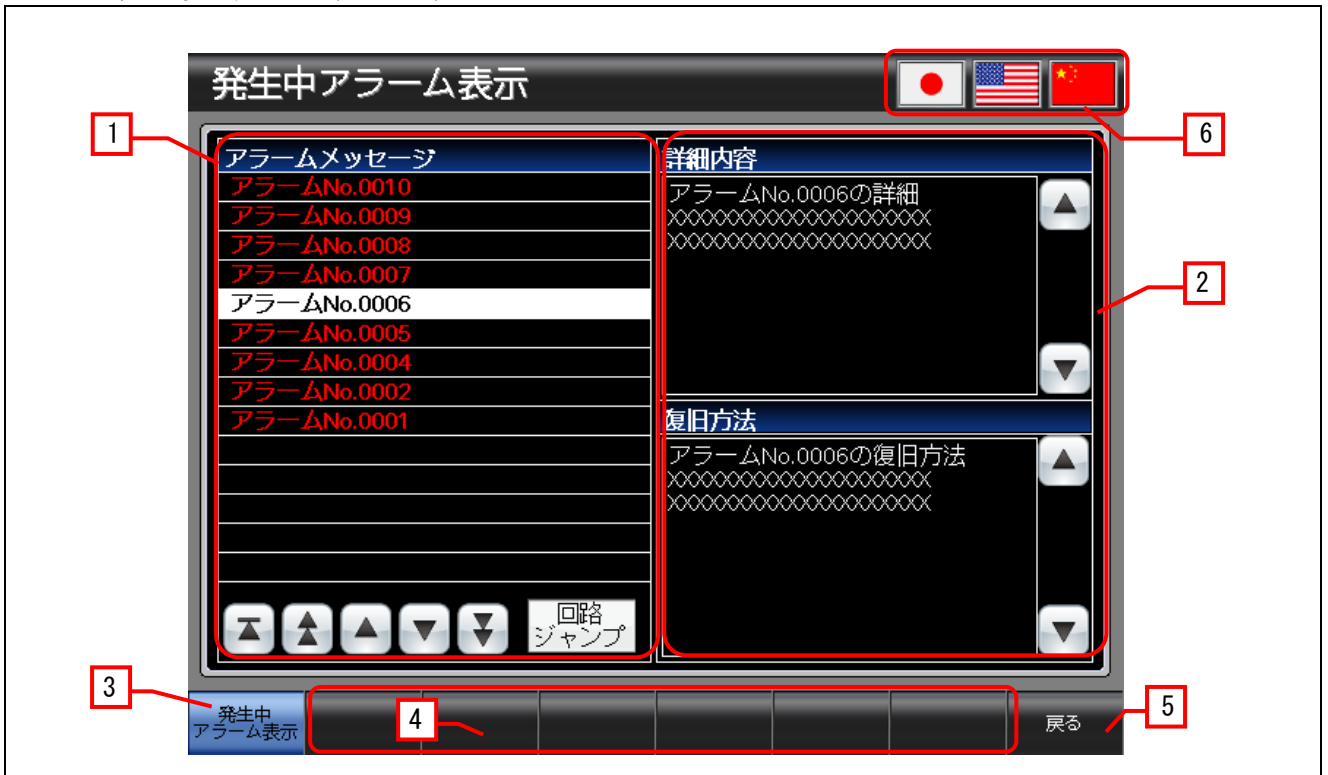 発生中アラーム表示
6
1
アラームメッセージ
アラームNo.0010
アラームNo.0009
アラームNo.0008
アラームNo.0007
アラームNo.0006
アラームNo.0005
アラームNo.0004
アラームNo.0002
アラームNo.0001
回路
ジャンプ
詳細内容
アラームNo.0006の詳細
XXXXXXXXXXXXXXXXXXXX
XXXXXXXXXXXXXXXXXXXX
2
復旧方法
アラームNo.0006の復旧方法
XXXXXXXXXXXXXXXXXXXX
XXXXXXXXXXXXXXXXXXXX
3
発生中
アラーム表示
4
戻る
5